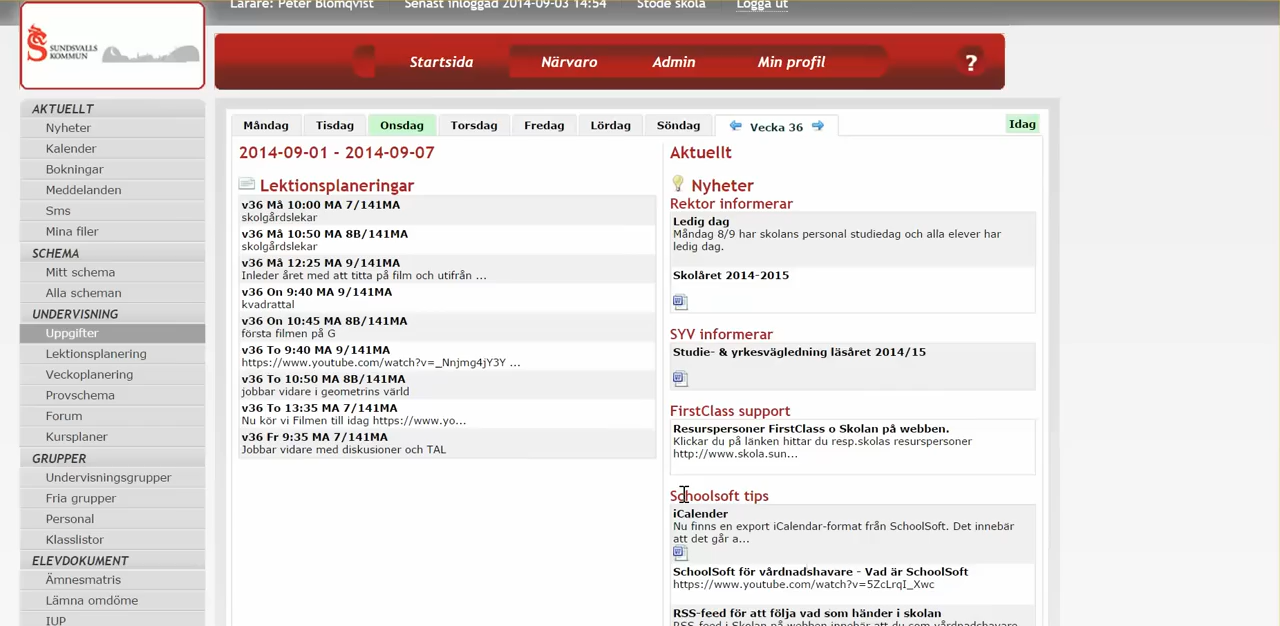 Lärare: Peter Blomqvist Senast inloggad 2014-09-03 14:54 Stöde skola Logga ut
SUNDSVALLS
KOMMUN
Startsida Närvaro Admin Min profil ?
AKTUELLT
Nyheter
Kalender
Bokningar
Meddelanden
Sms
Mina filer
SCHEMA
Mitt schema
Alla scheman
UNDERVISNING
Uppgifter
Lektionsplanering
Veckoplanering
Provschema
Forum
Kursplaner
GRUPPER
Undervisningsgrupper
Fria grupper
Personal
Klasslistor
ELEVDOKUMENT
Ämnesmatris
Lämna omdöme
IUP
Måndag Tisdag Onsdag Torsdag Fredag Lördag Söndag Vecka 36 Idag
2014-09-01 - 2014-09-07
Lektionsplaneringar
v36 Må 10:00 MA 7/141MA
skolgårdslekar
v36 Må 10:50 MA 8B/141MA
skolgårdslekar
v36 Må 12:25 MA 9/141MA
Inleder året med att titta på film och utifrån ...
v36 On 9:40 MA 9/141MA
kvadrattal
v36 On 10:45 MA 8B/141MA
första filmen på G
v36 To 9:40 MA 9/141MA
https://www.youtube.com/watch?v=_Nnjmg4jY3Y ...
v36 To 10:50 MA 8B/141MA
jobbar vidare i geometrins värld
v36 To 13:35 MA 7/141MA
Nu kör vi Filmen till idag https://www.yo...
v36 Fr 9:35 MA 7/141MA
Jobbar vidare med diskusioner och TAL
Aktuellt
Nyheter
Rektor informerar
Ledig dag
Måndag 8/9 har skolans personal studiedag och alla elever har
ledig dag.
Skolåret 2014-2015
SYV informerar
Studie- & yrkesvägledning läsåret 2014/15
FirstClass support
Resurspersoner FirstClass o Skolan på webben.
Klickar du på länken hittar du resp.skolas resurspersoner
http://www.skola.sun...
Schoolsoft tips
iCalender
Nu finns en export iCalendar-format från SchoolSoft. Det innebär
att det går a...
SchoolSoft för vårdnadshavare - Vad är SchoolSoft
https://www.youtube.com/watch?v=5ZcLrqI_Xwc
RSS-feed för att följa vad som händer i skolan
RSS-feed i Skolan på webben innebär att du som vårdnadshavare